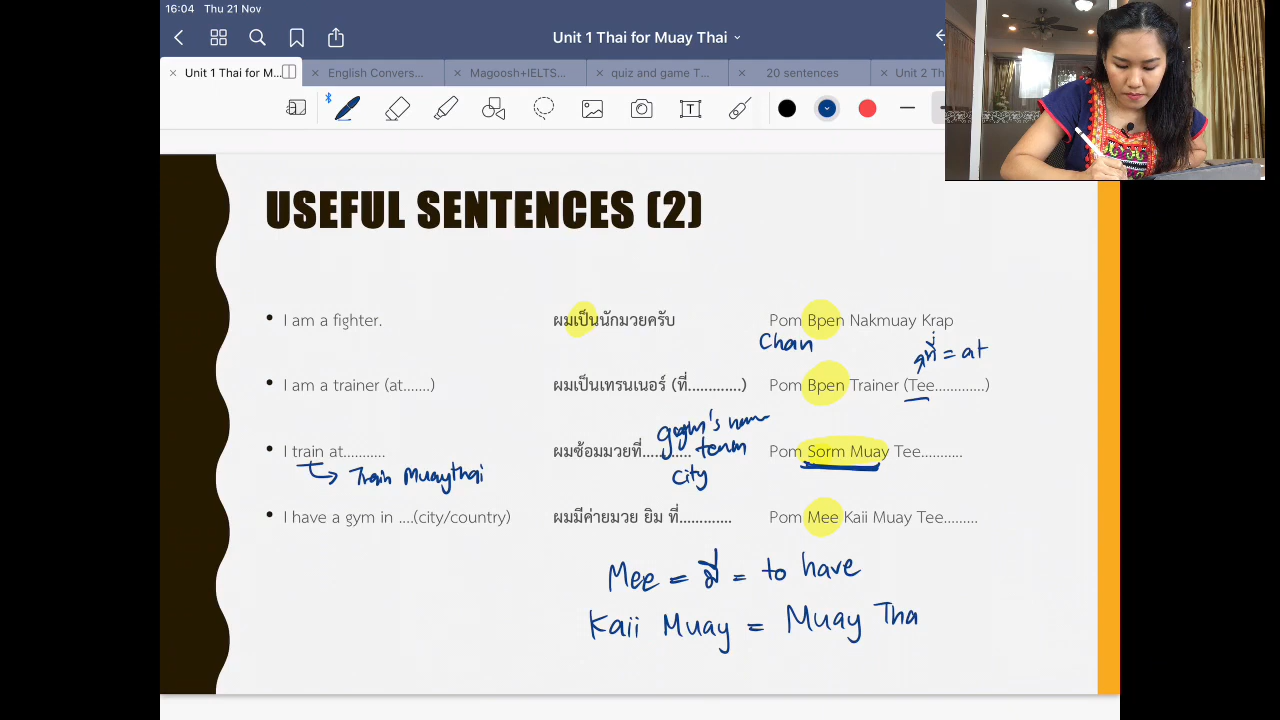 16:04 Thu 21 Nov
Unit 1 Thai for Muay Thai
Unit 1 Thai for M...
English Convers...
Magoosh+IELTS...
quiz and game T...
20 sentences
Unit 2 Th
USEFUL SENTENCES (2)
• I am a fighter. ผมเป็นนักมวยครับ Pom Bpen Nakmuay Krap
Chan
ที่ = at
• I am a trainer (at.......) ผมเป็นเทรนเนอร์ (ที่.............) Pom Bpen Trainer (Tee............)
gym's name
• I train at........... ผมซ้อมมวยที่............ Pom Sorm Muay Tee..........
Train Muaythai
city
• I have a gym in ....(city/country) ผมมีค่ายมวย ยิม ที่............. Pom Mee Kaii Muay Tee.........
Mee = มี = to have
Kaii Muay = Muay Tha